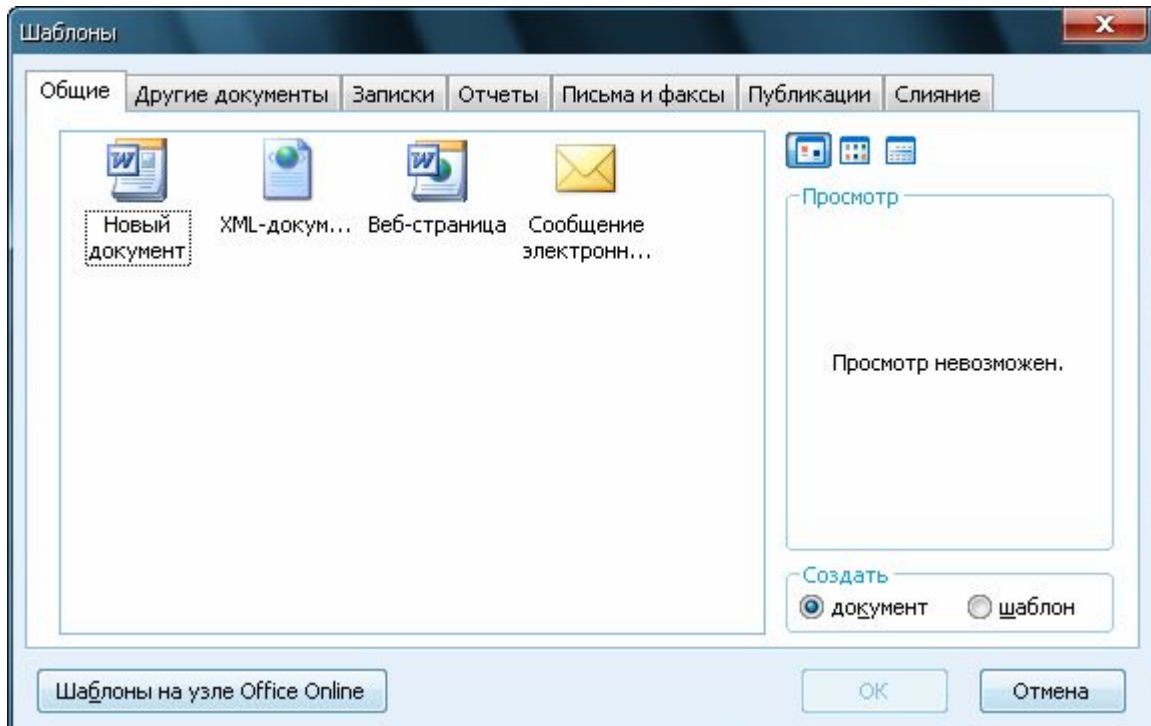 Шаблоны
Общие
Другие документы
Записки
Отчеты
Письма и факсы
Публикации
Слияние
Новый
документ
XML-докум...
Веб-страница
Сообщение
электронн...
Просмотр
Просмотр невозможен.
Создать
документ
шаблон
Шаблоны на узле Office Online
ОК
Отмена